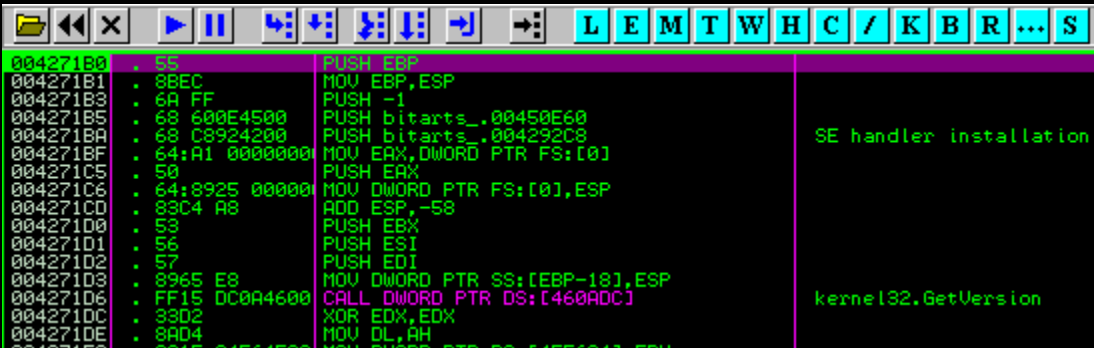 L E M T W H C / K B R ... S
004271B0 . 55 PUSH EBP
004271B1 . 8BEC MOV EBP,ESP
004271B3 . 6A FF PUSH -1
004271B5 . 68 600E4500 PUSH bitarts_.00450E60
004271BA . 68 C8924200 PUSH bitarts_.004292C8 SE handler installation
004271BF . 64:A1 0000000 MOV EAX,DWORD PTR FS:[0]
004271C5 . 50 PUSH EAX
004271C6 . 64:8925 00000 MOV DWORD PTR FS:[0],ESP
004271CD . 83C4 A8 ADD ESP,-58
004271D0 . 53 PUSH EBX
004271D1 . 56 PUSH ESI
004271D2 . 57 PUSH EDI
004271D3 . 8965 E8 MOV DWORD PTR SS:[EBP-18],ESP
004271D6 . FF15 DC0A4600 CALL DWORD PTR DS:[460ADC] kernel32.GetVersion
004271DC . 33D2 XOR EDX,EDX
004271DE . 8AD4 MOV DL,AH